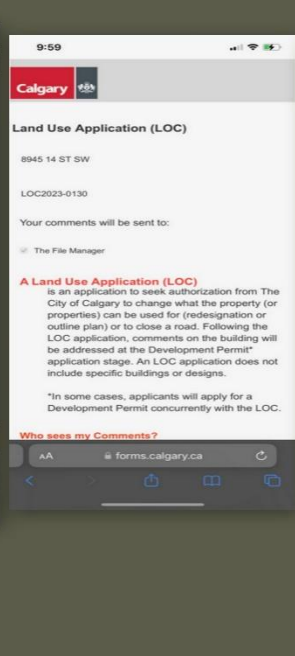 9:59
Calgary
Land Use Application (LOC)
8945 14 ST SW
LOC2023-0130
Your comments will be sent to:
The File Manager
A Land Use Application (LOC)
is an application to seek authorization from The
City of Calgary to change what the property (or
properties) can be used for (redesignation or
outline plan) or to close a road. Following the
LOC application, comments on the building will
be addressed at the Development Permit*
application stage. An LOC application does not
include specific buildings or designs.
*In some cases, applicants will apply for a
Development Permit concurrently with the LOC.
Who sees my Comments?
AA
forms.calgary.ca